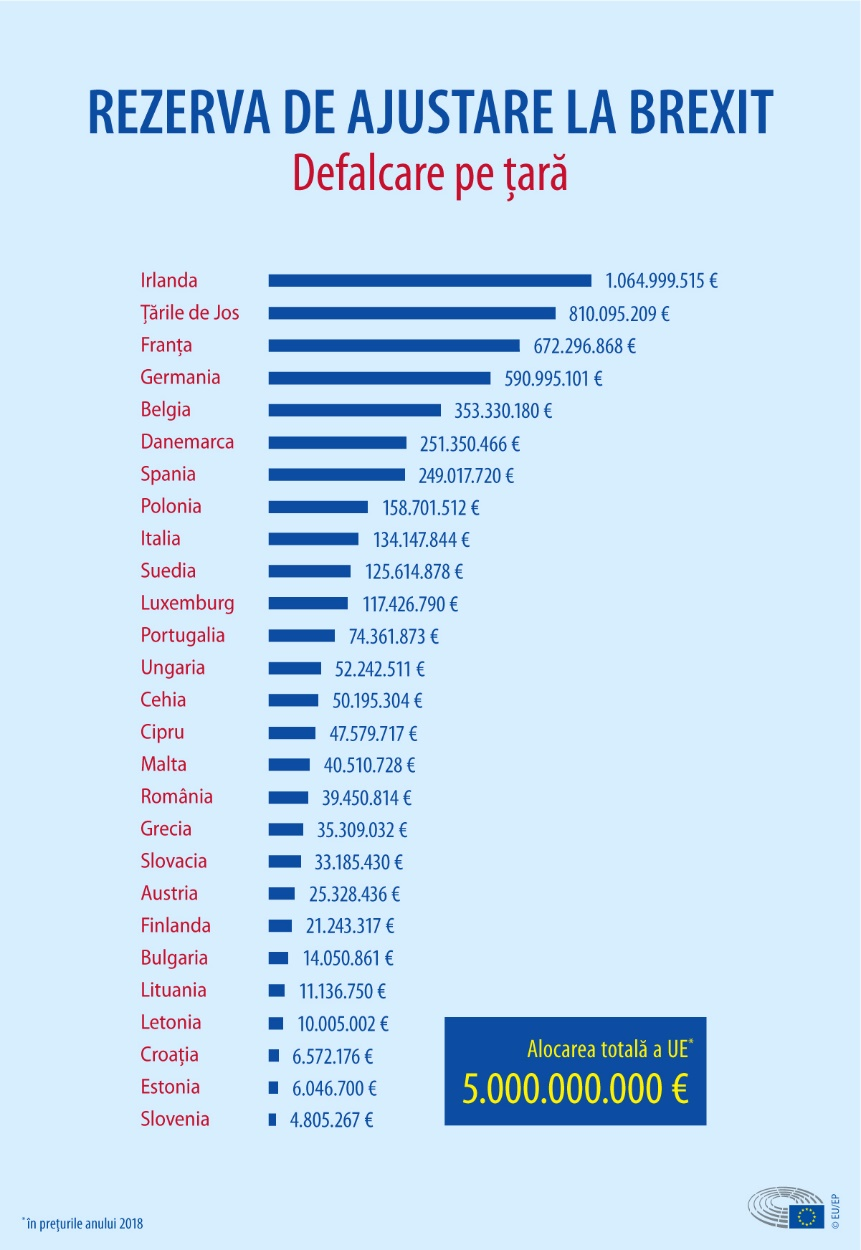 REZERVA DE AJUSTARE LA BREXIT
Defalcare pe țară
Irlanda 1.064.999.515 €
Țările de Jos 810.095.209 €
Franța 672.296.868 €
Germania 590.995.101 €
Belgia 353.330.180 €
Danemarca 251.350.466 €
Spania 249.017.720 €
Polonia 158.701.512 €
Italia 134.147.844 €
Suedia 125.614.878 €
Luxemburg 117.426.790 €
Portugalia 74.361.873 €
Ungaria 52.242.511 €
Cehia 50.195.304 €
Cipru 47.579.717 €
Malta 40.510.728 €
România 39.450.814 €
Grecia 35.309.032 €
Slovacia 33.185.430 €
Austria 25.328.436 €
Finlanda 21.243.317 €
Bulgaria 14.050.861 €
Lituania 11.136.750 €
Letonia 10.005.002 €
Croația 6.572.176 €
Estonia 6.046.700 €
Slovenia 4.805.267 €
Alocarea totală a UE*
5.000.000.000 €
*în prețurile anului 2018
© EU/EP